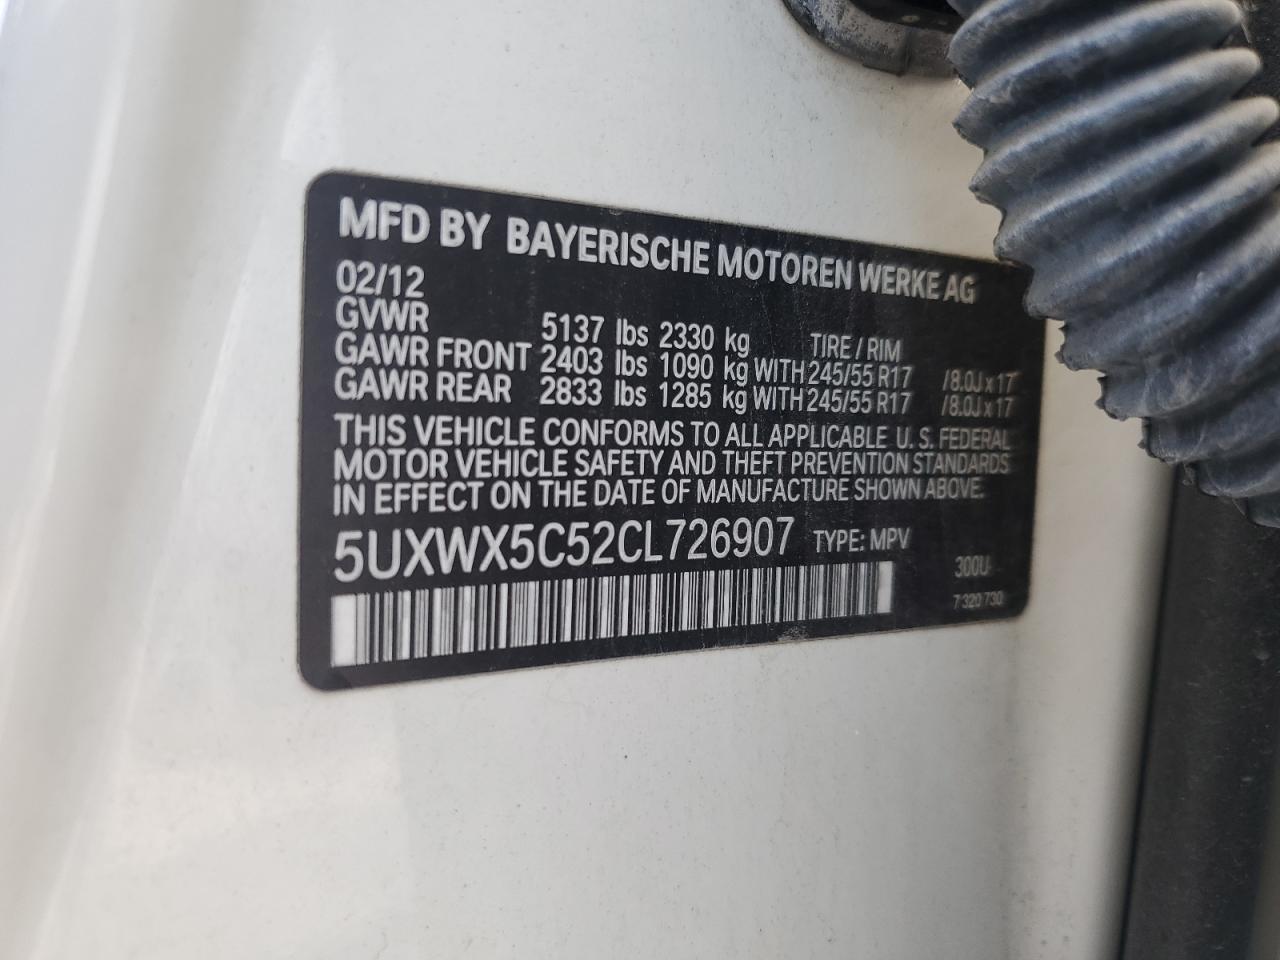 MFD BY BAYERISCHE MOTOREN WERKE AG
02/12
GVWR 5137 lbs 2330 kg TIRE / RIM
GAWR FRONT 2403 lbs 1090 kg WITH 245/55 R17 /8.0J x 17
GAWR REAR 2833 lbs 1285 kg WITH 245/55 R17 /8.0J x 17
THIS VEHICLE CONFORMS TO ALL APPLICABLE U. S. FEDERAL
MOTOR VEHICLE SAFETY AND THEFT PREVENTION STANDARDS
IN EFFECT ON THE DATE OF MANUFACTURE SHOWN ABOVE.
5UXWX5C52CL726907 TYPE: MPV
300U
7 320 730